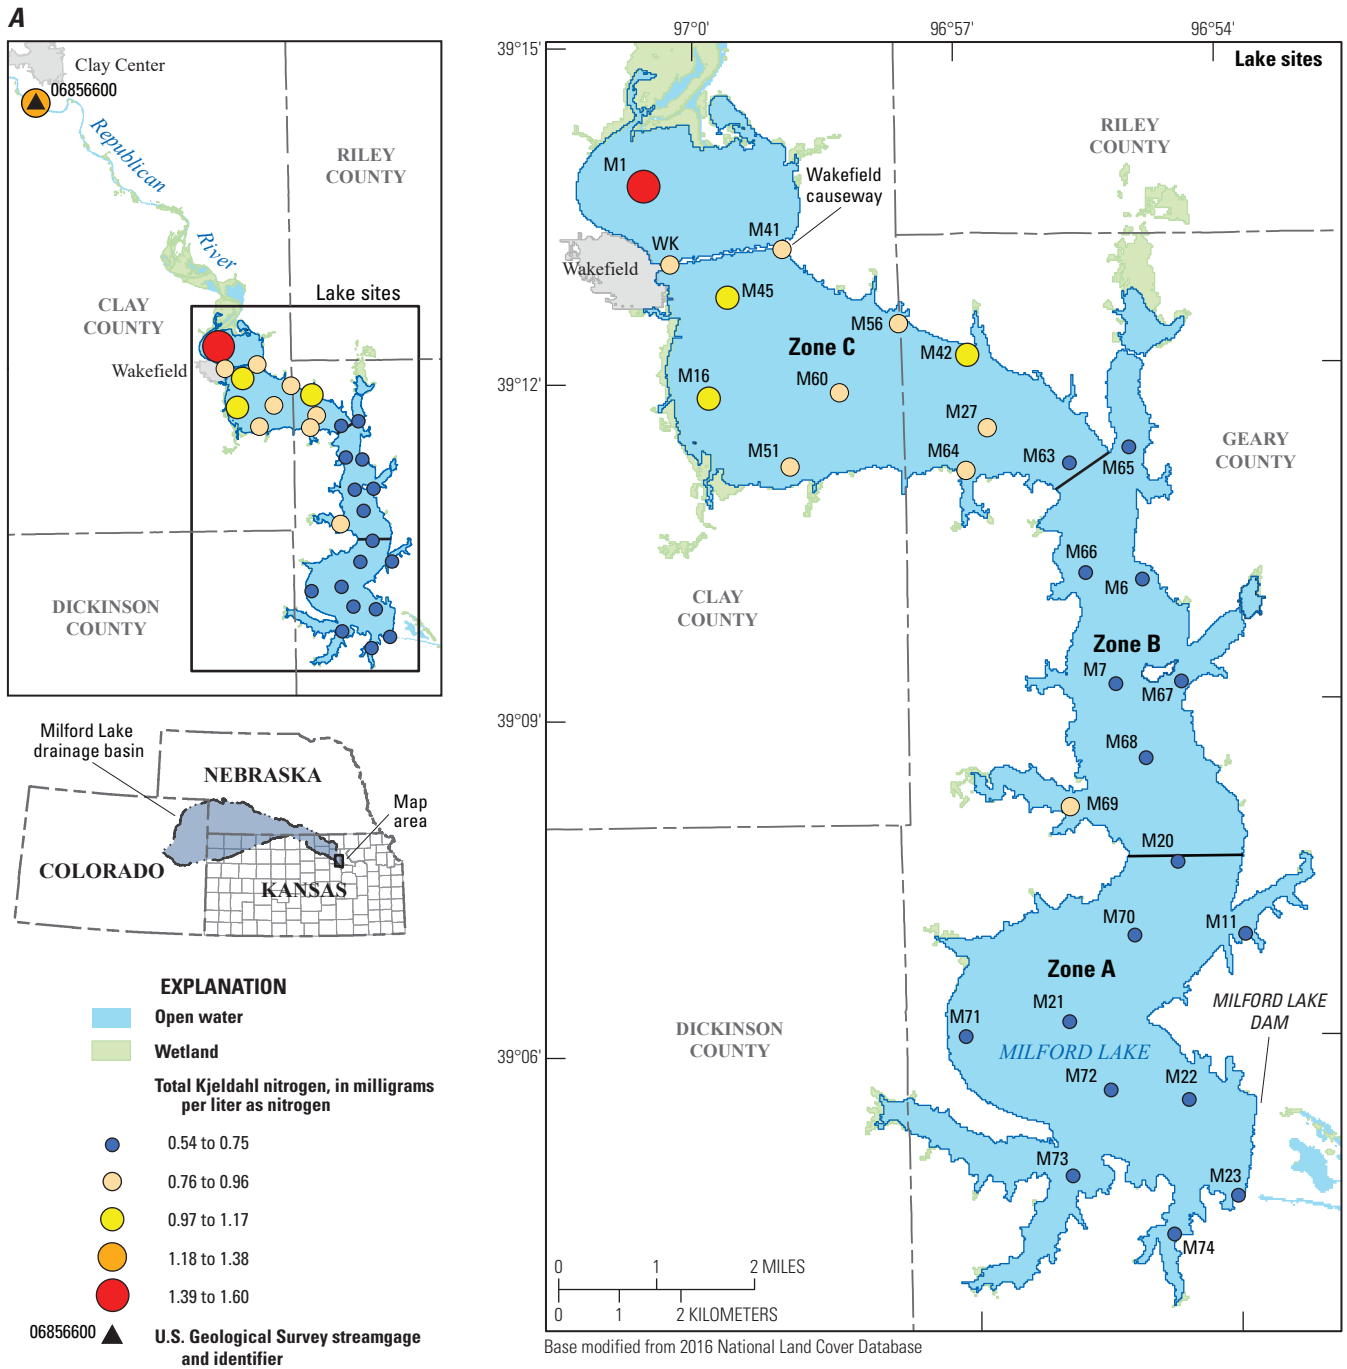 A
Clay Center
06856600
Republican
River
RILEY
COUNTY
CLAY
COUNTY
Lake sites
Wakefield
DICKINSON
COUNTY
Milford Lake
drainage basin
NEBRASKA
Map
area
COLORADO
KANSAS
EXPLANATION
Open water
Wetland
Total Kjeldahl nitrogen, in milligrams
per liter as nitrogen
0.54 to 0.75
0.76 to 0.96
0.97 to 1.17
1.18 to 1.38
1.39 to 1.60
06856600 U.S. Geological Survey streamgage
and identifier
97°0' 96°57' 96°54'
39°15'
Lake sites
RILEY
COUNTY
M1
Wakefield
causeway
WK
M41
Wakefield
M45
M56
Zone C
M42
39°12'
M16
M60
M27
GEARY
COUNTY
M51
M64
M63
M65
M66
M6
CLAY
COUNTY
Zone B
M7
M67
39°09'
M68
M69
M20
M70
M11
Zone A
MILFORD LAKE
DAM
M21
M71
DICKINSON
COUNTY
MILFORD LAKE
39°06'
M72
M22
M73
M23
M74
0 1 2 MILES
0 1 2 KILOMETERS
Base modified from 2016 National Land Cover Database